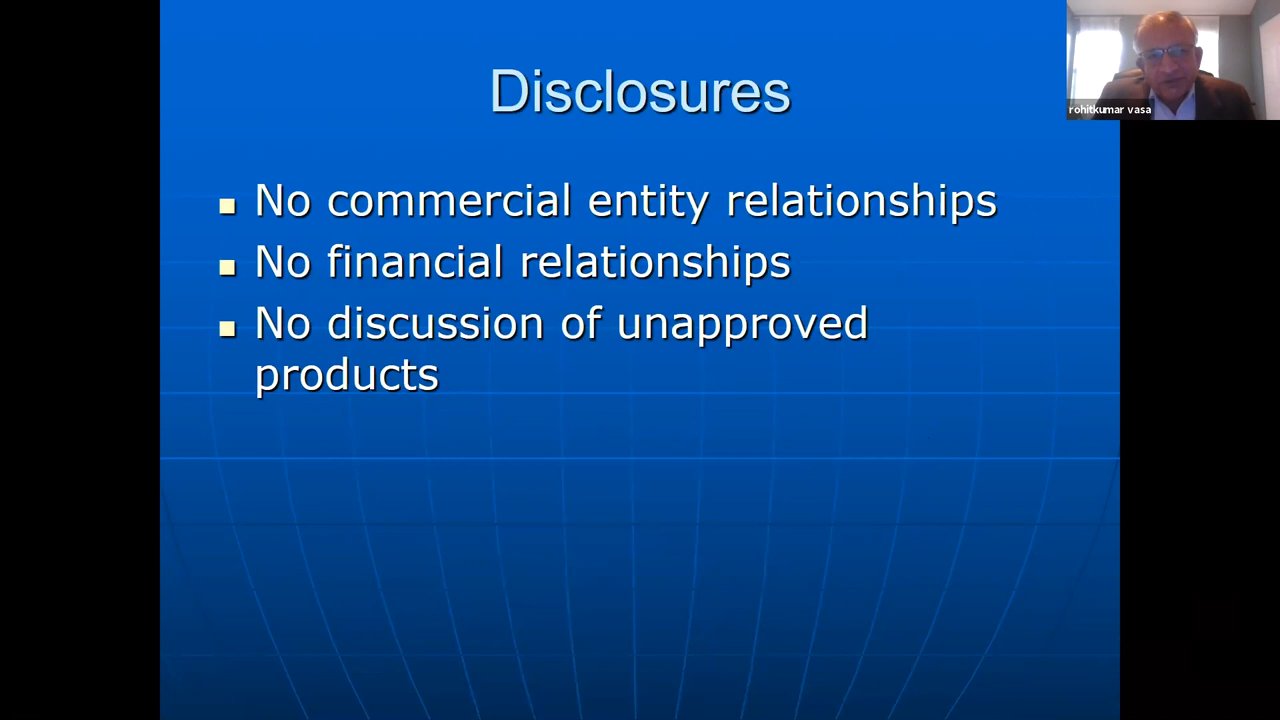 Disclosures
No commercial entity relationships
No financial relationships
No discussion of unapproved
products
rohitkumar vasa